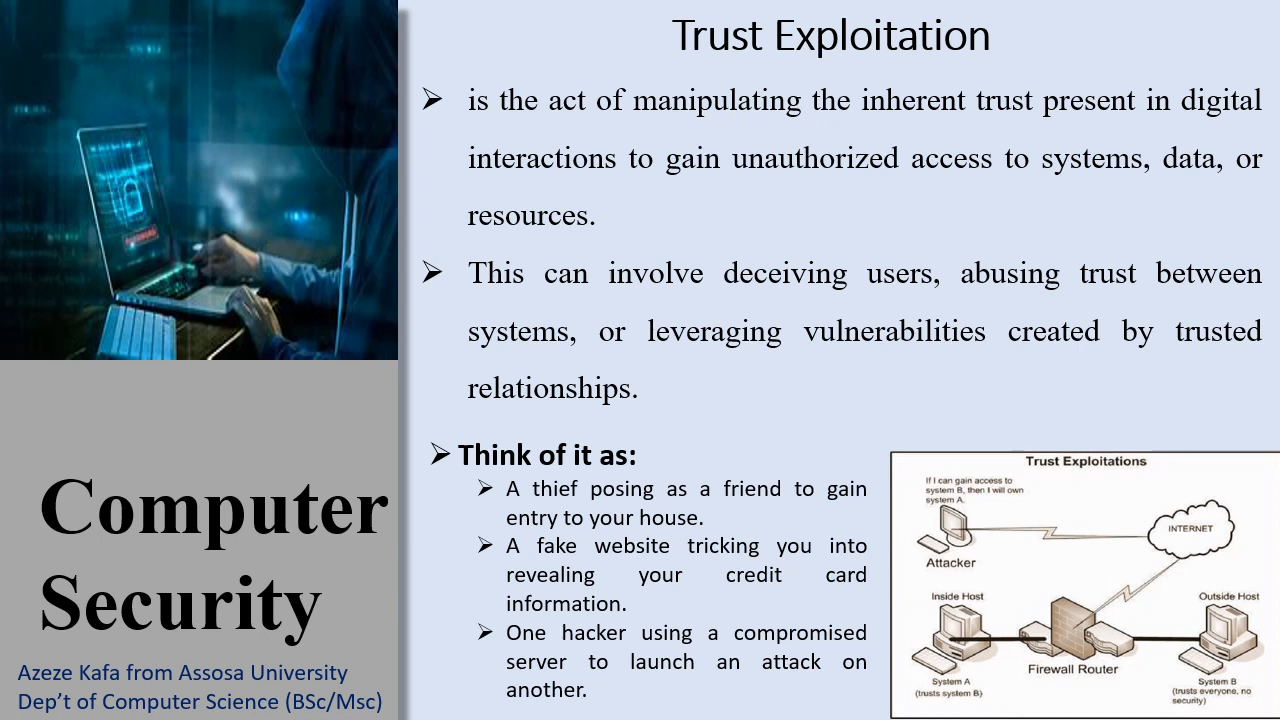 Trust Exploitation
➢ is the act of manipulating the inherent trust present in digital
interactions to gain unauthorized access to systems, data, or
resources.
➢ This can involve deceiving users, abusing trust between
systems, or leveraging vulnerabilities created by trusted
relationships.
➢ Think of it as:
➢ A thief posing as a friend to gain
entry to your house.
➢ A fake website tricking you into
revealing your credit card
information.
➢ One hacker using a compromised
server to launch an attack on
another.
Trust Exploitations
If I can gain access to
system B, then I will own
system A.
INTERNET
Attacker
Inside Host
Outside Host
Firewall Router
System A
(trusts system B)
System B
(trusts everyone, no
security)
Computer
Security
Azeze Kafa from Assosa University
Dep’t of Computer Science (BSc/Msc)